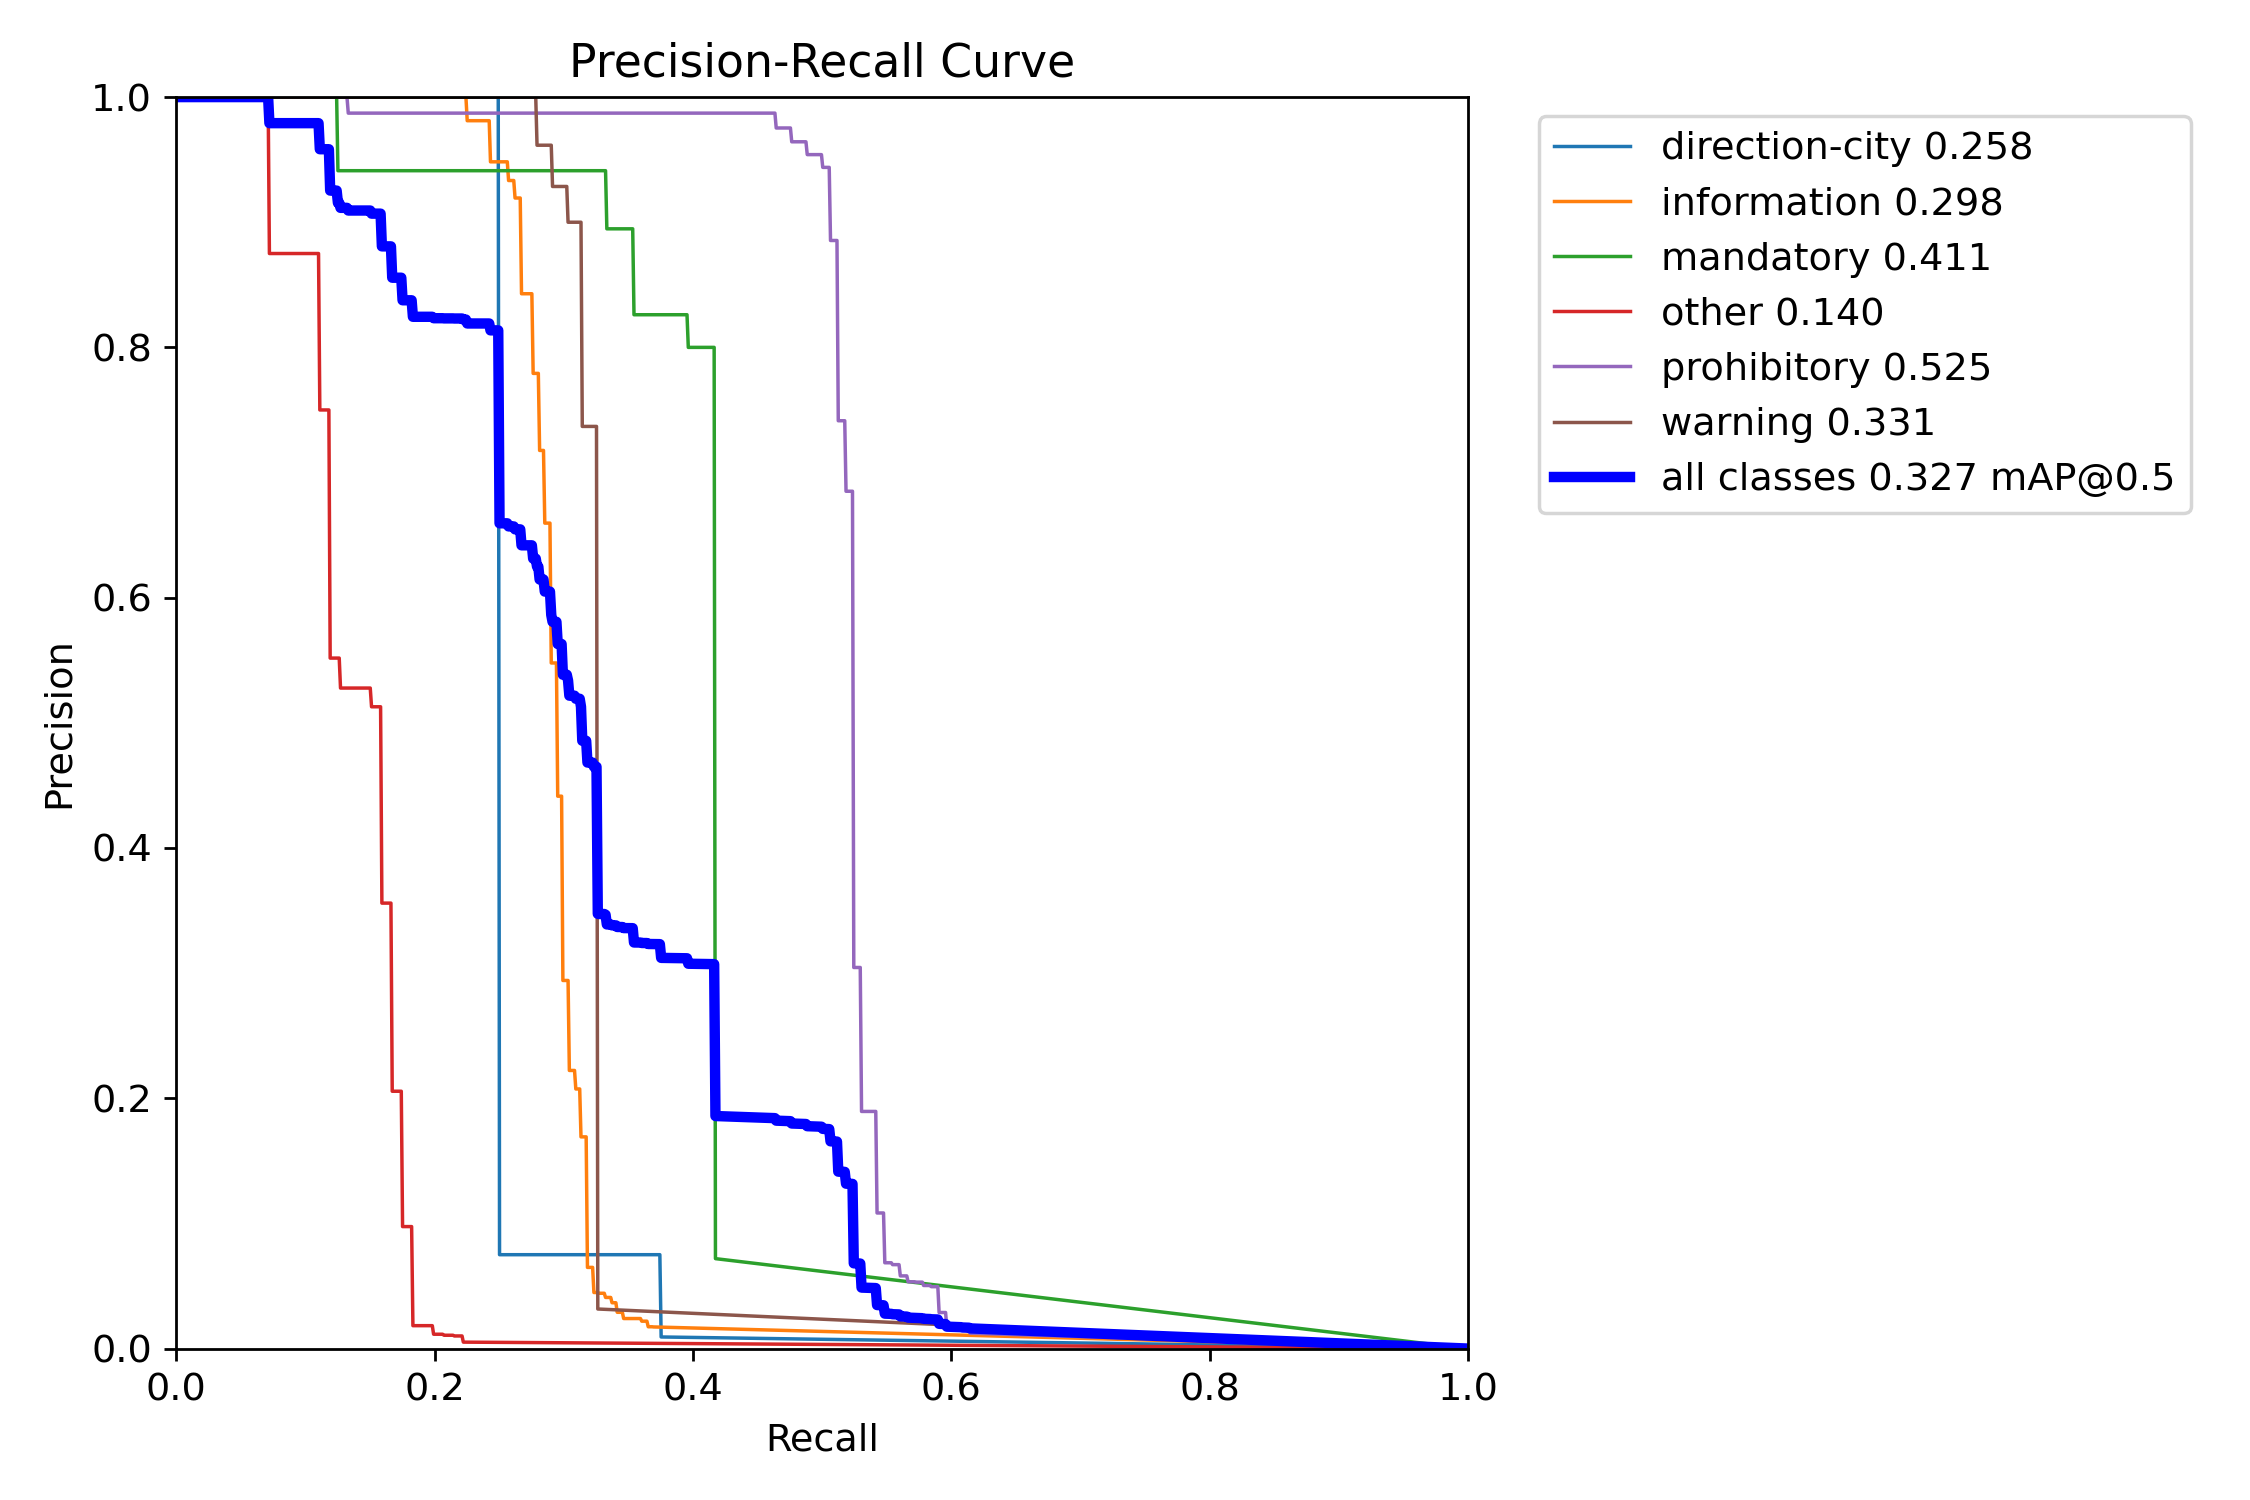 Precision-Recall Curve
1.0
0.8
0.6
0.4
0.2
0.0
Precision
0.0 0.2 0.4 0.6 0.8 1.0
Recall
direction-city 0.258
information 0.298
mandatory 0.411
other 0.140
prohibitory 0.525
warning 0.331
all classes 0.327 mAP@0.5